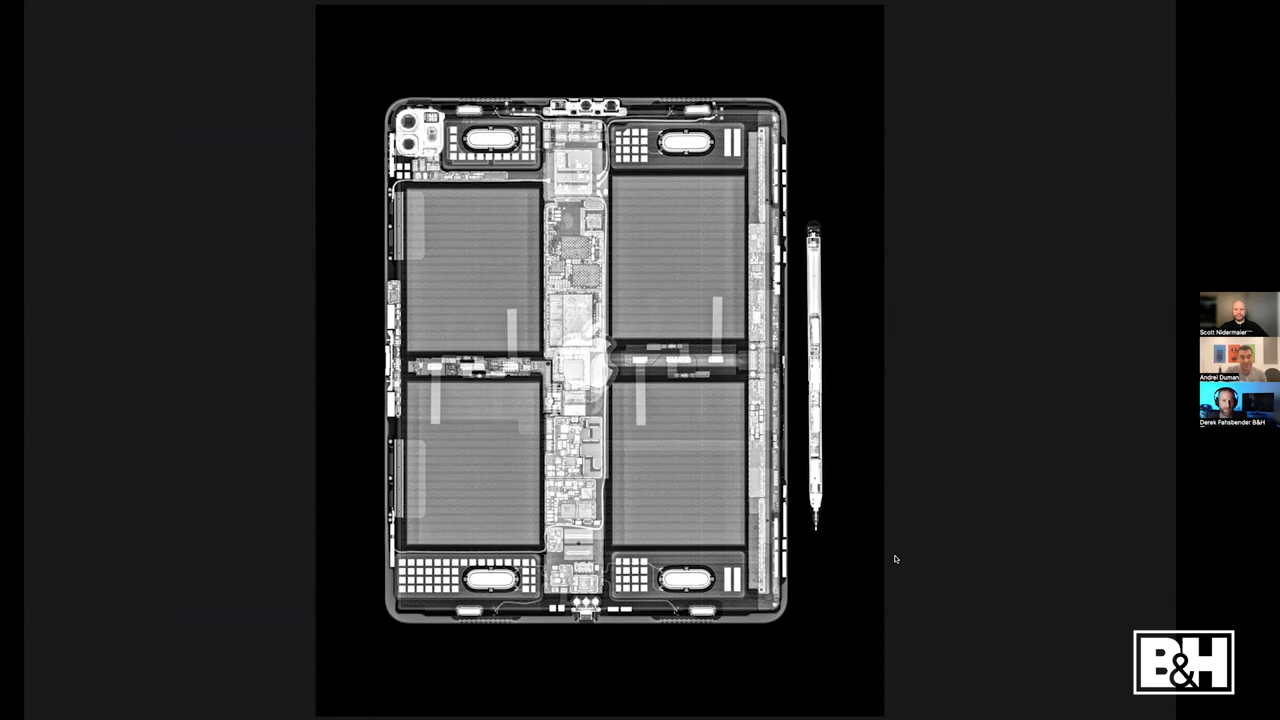 Scott Nidermaier
Andrei Duman
Derek Fahsbender B&H
B&H